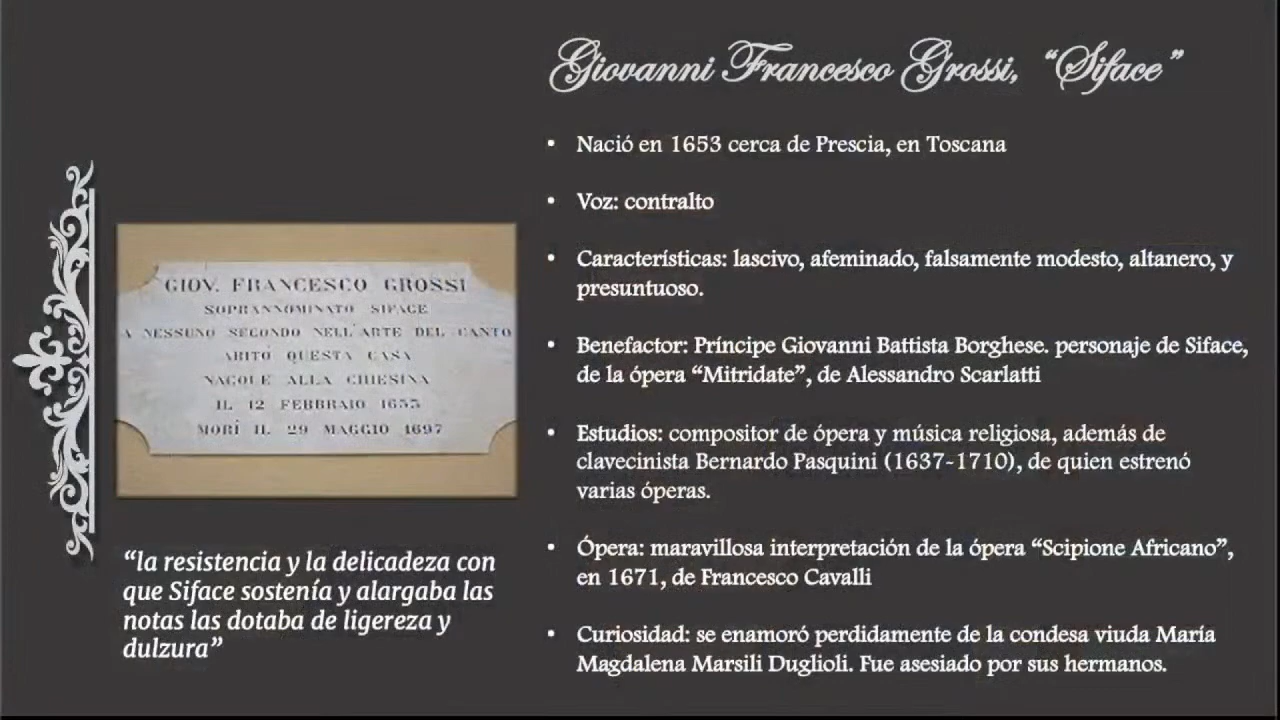 Giovanni Francesco Grossi, “Siface”
• Nació en 1653 cerca de Prescia, en Toscana
• Voz: contralto
• Características: lascivo, afeminado, falsamente modesto, altanero, y
presuntuoso.
• Benefactor: Príncipe Giovanni Battista Borghese. personaje de Siface,
de la ópera “Mitridate”, de Alessandro Scarlatti
• Estudios: compositor de ópera y música religiosa, además de
clavecinista Bernardo Pasquini (1637-1710), de quien estrenó
varias óperas.
• Ópera: maravillosa interpretación de la ópera “Scipione Africano”,
en 1671, de Francesco Cavalli
• Curiosidad: se enamoró perdidamente de la condesa viuda María
Magdalena Marsili Duglioli. Fue asesiado por sus hermanos.
GIOV. FRANCESCO GROSSI
SOPRANNOMINATO SIFACE
A NESSUNO SECONDO NELL'ARTE DEL CANTO
ABITÒ QUESTA CASA
NACQUE ALLA CHIESINA
IL 12 FEBBRAIO 1653
MORÌ IL 29 MAGGIO 1697
“la resistencia y la delicadeza con
que Siface sostenía y alargaba las
notas las dotaba de ligereza y
dulzura”